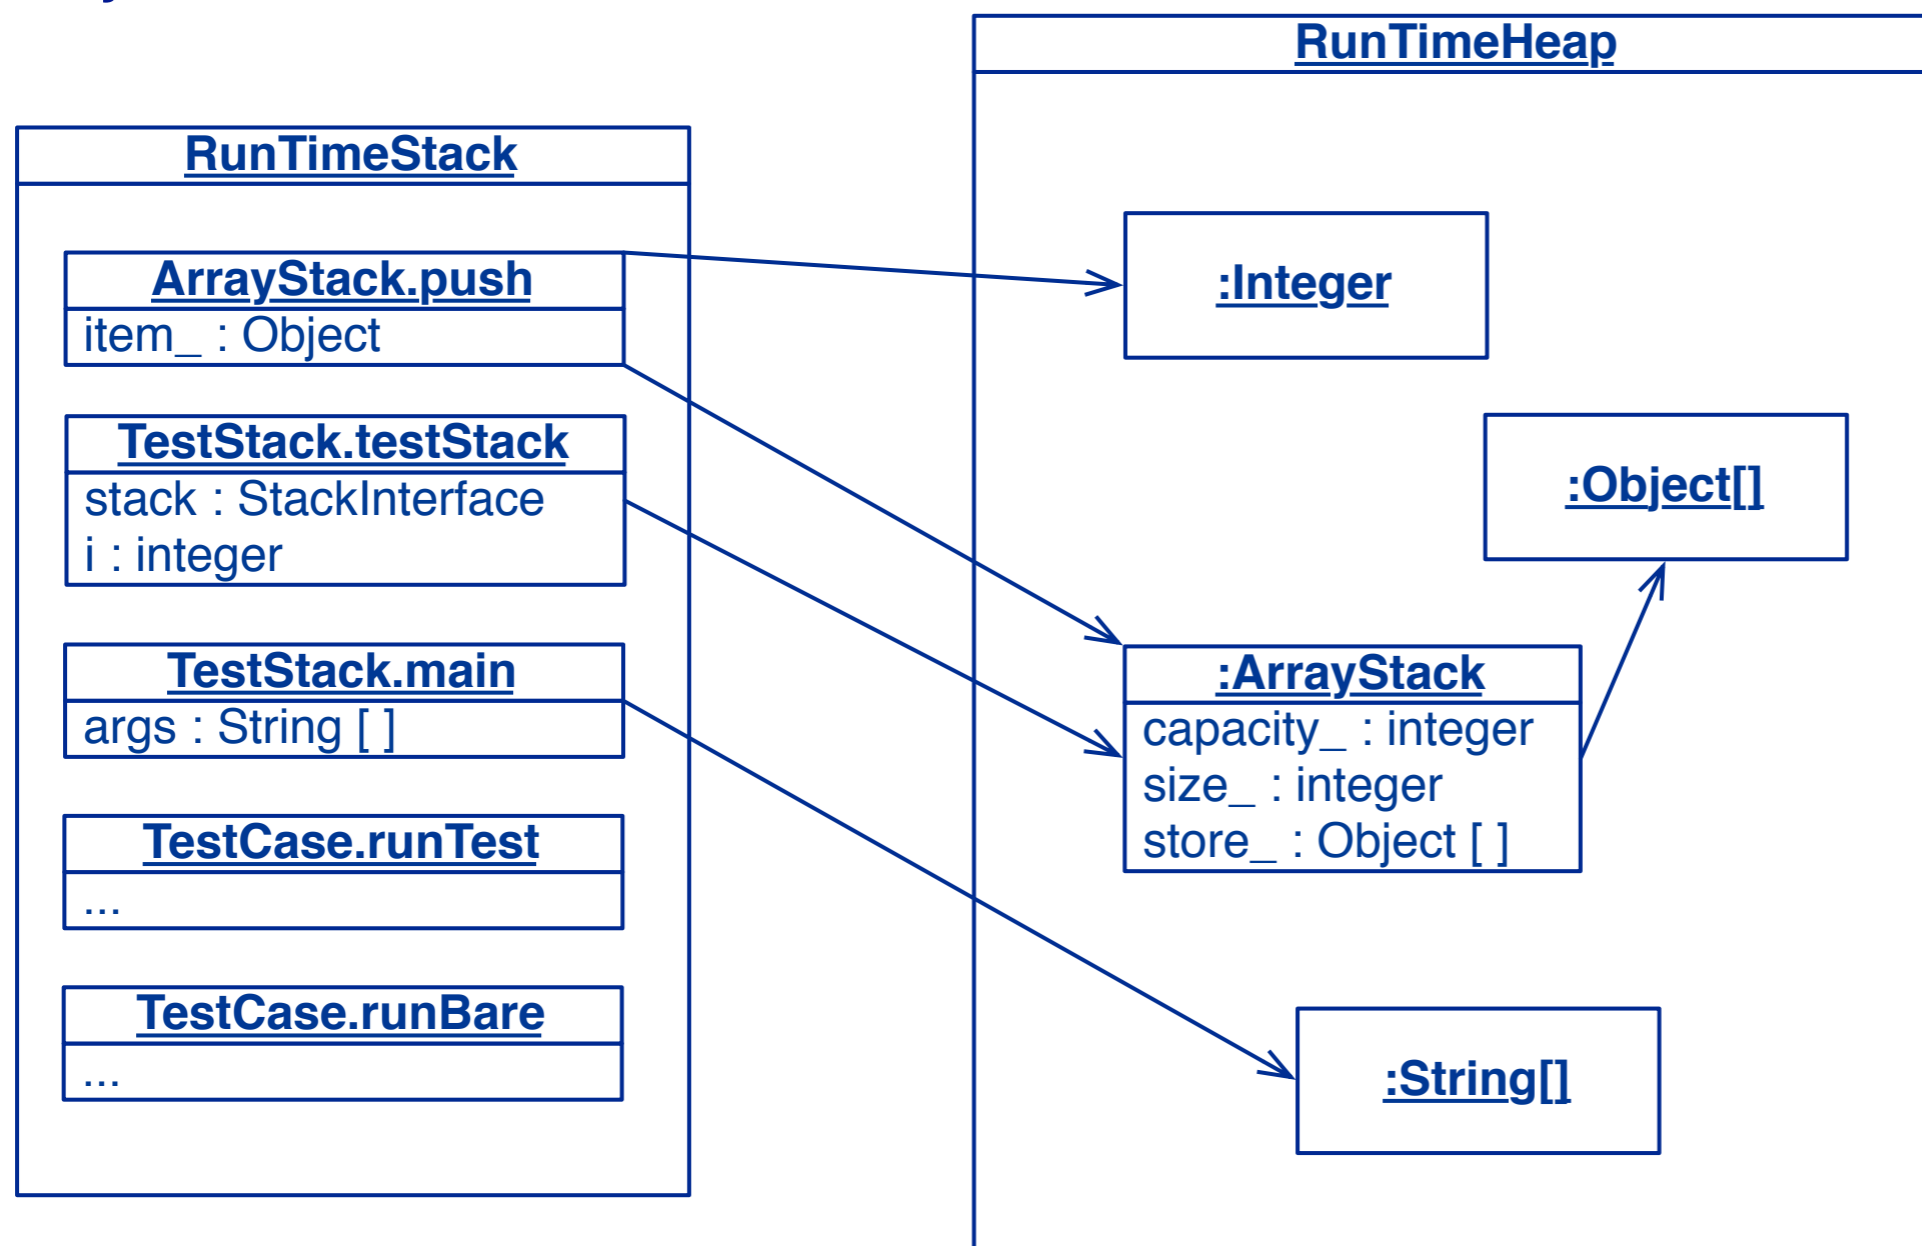 RunTimeHeap
RunTimeStack
ArrayStack.push
item_ : Object
TestStack.testStack
stack : StackInterface
i : integer
TestStack.main
args : String [ ]
TestCase.runTest
...
TestCase.runBare
...
:Integer
:Object[]
:ArrayStack
capacity_ : integer
size_ : integer
store_ : Object [ ]
:String[]